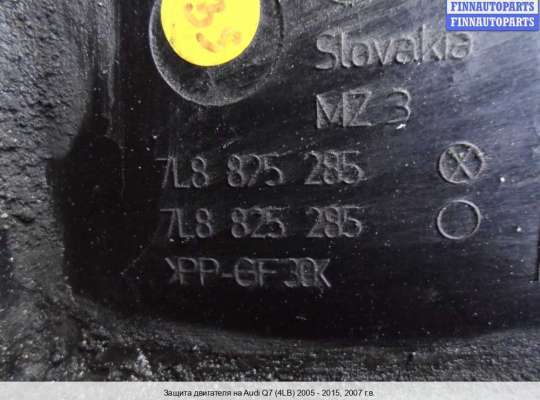 FINNAUTOPARTS
FINNAUTOPARTS
Slovakia
MZ 3
7L8 825 285
7L8 825 285
>PP-GF30<
Защита двигателя на Audi Q7 (4LB) 2005 - 2015, 2007 г.в.